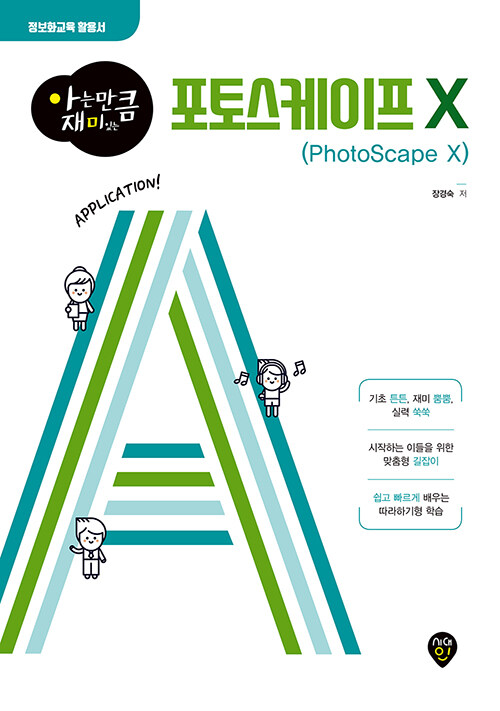 정보화교육 활용서
아는만큼
재미있는
포토스케이프 X
(PhotoScape X)
장경숙 저
APPLICATION!
기초 튼튼, 재미 뿜뿜,
실력 쑥쑥
시작하는 이들을 위한
맞춤형 길잡이
쉽고 빠르게 배우는
따라하기형 학습
시대
인